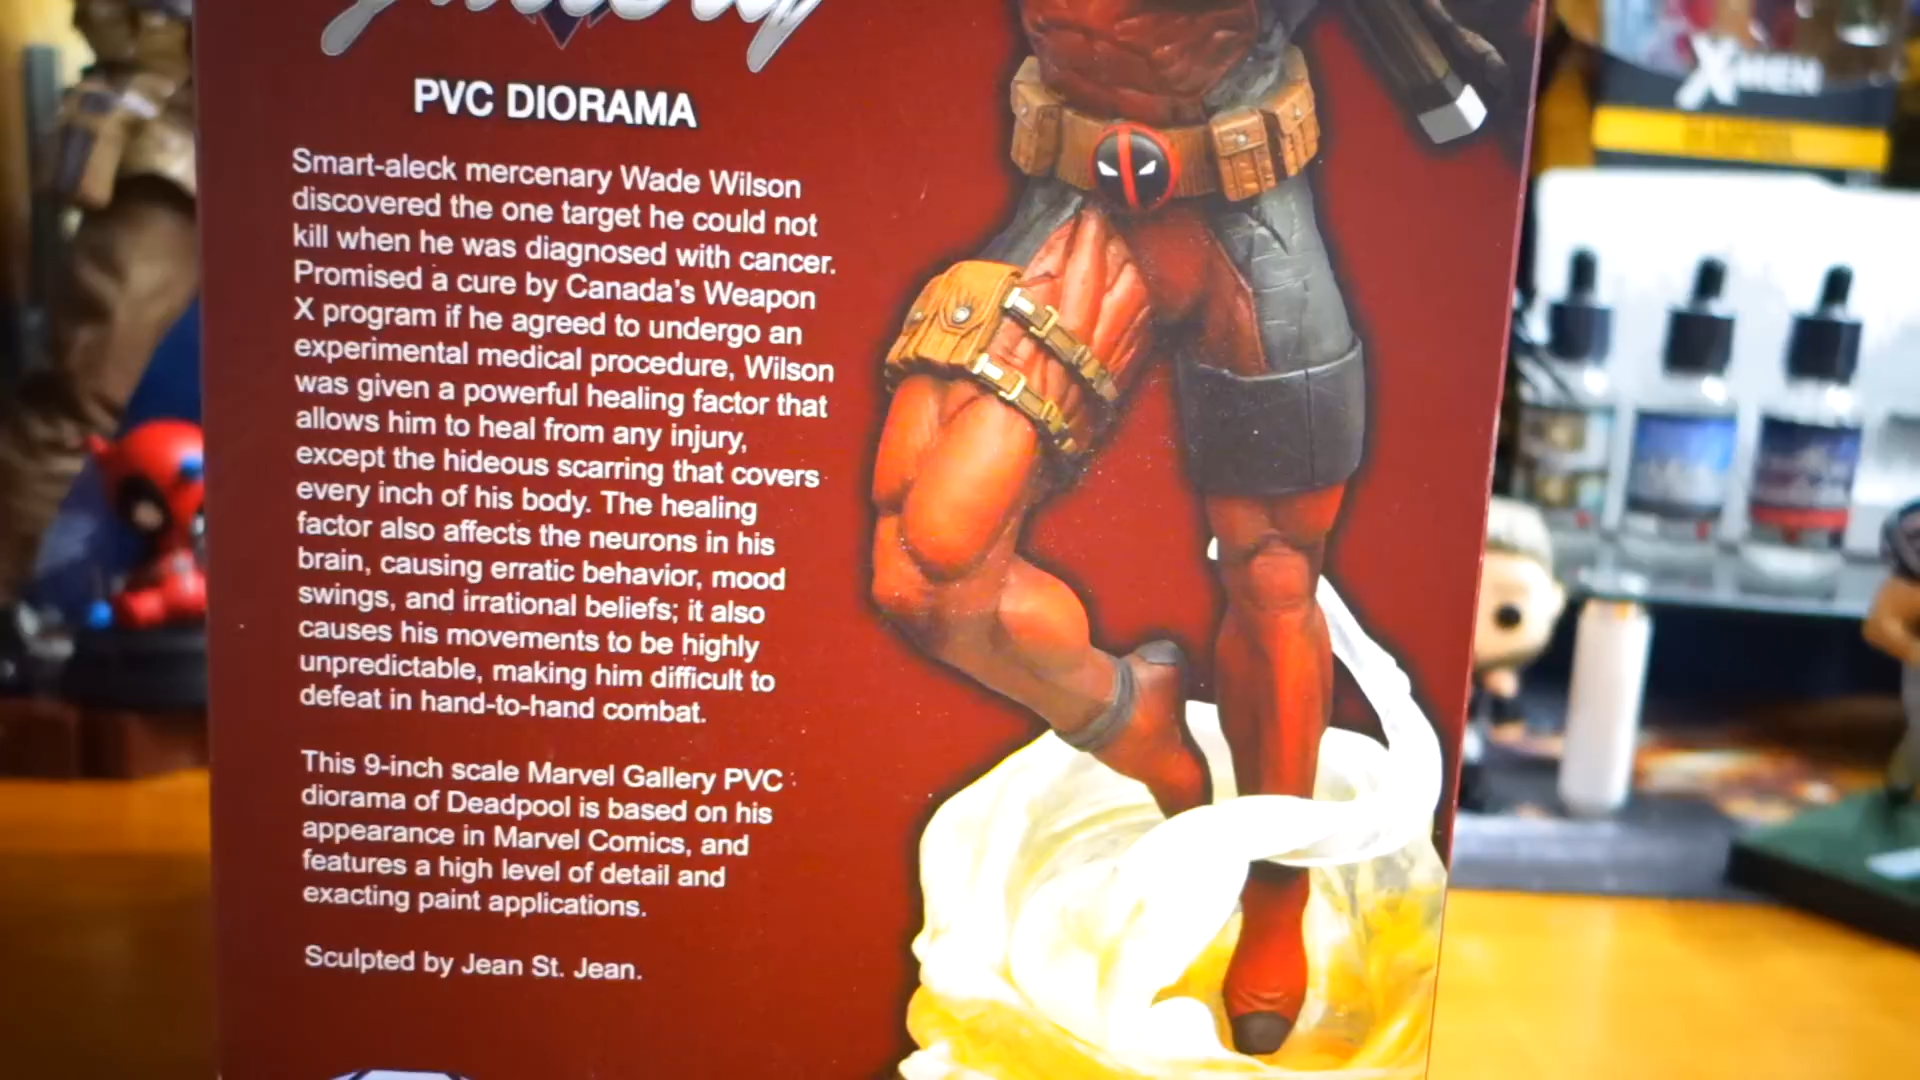 Gallery
PVC DIORAMA
Smart-aleck mercenary Wade Wilson
discovered the one target he could not
kill when he was diagnosed with cancer.
Promised a cure by Canada's Weapon
X program if he agreed to undergo an
experimental medical procedure, Wilson
was given a powerful healing factor that
allows him to heal from any injury,
except the hideous scarring that covers
every inch of his body. The healing
factor also affects the neurons in his
brain, causing erratic behavior, mood
swings, and irrational beliefs; it also
causes his movements to be highly
unpredictable, making him difficult to
defeat in hand-to-hand combat.
This 9-inch scale Marvel Gallery PVC
diorama of Deadpool is based on his
appearance in Marvel Comics, and
features a high level of detail and
exacting paint applications.
Sculpted by Jean St. Jean.
X-MEN